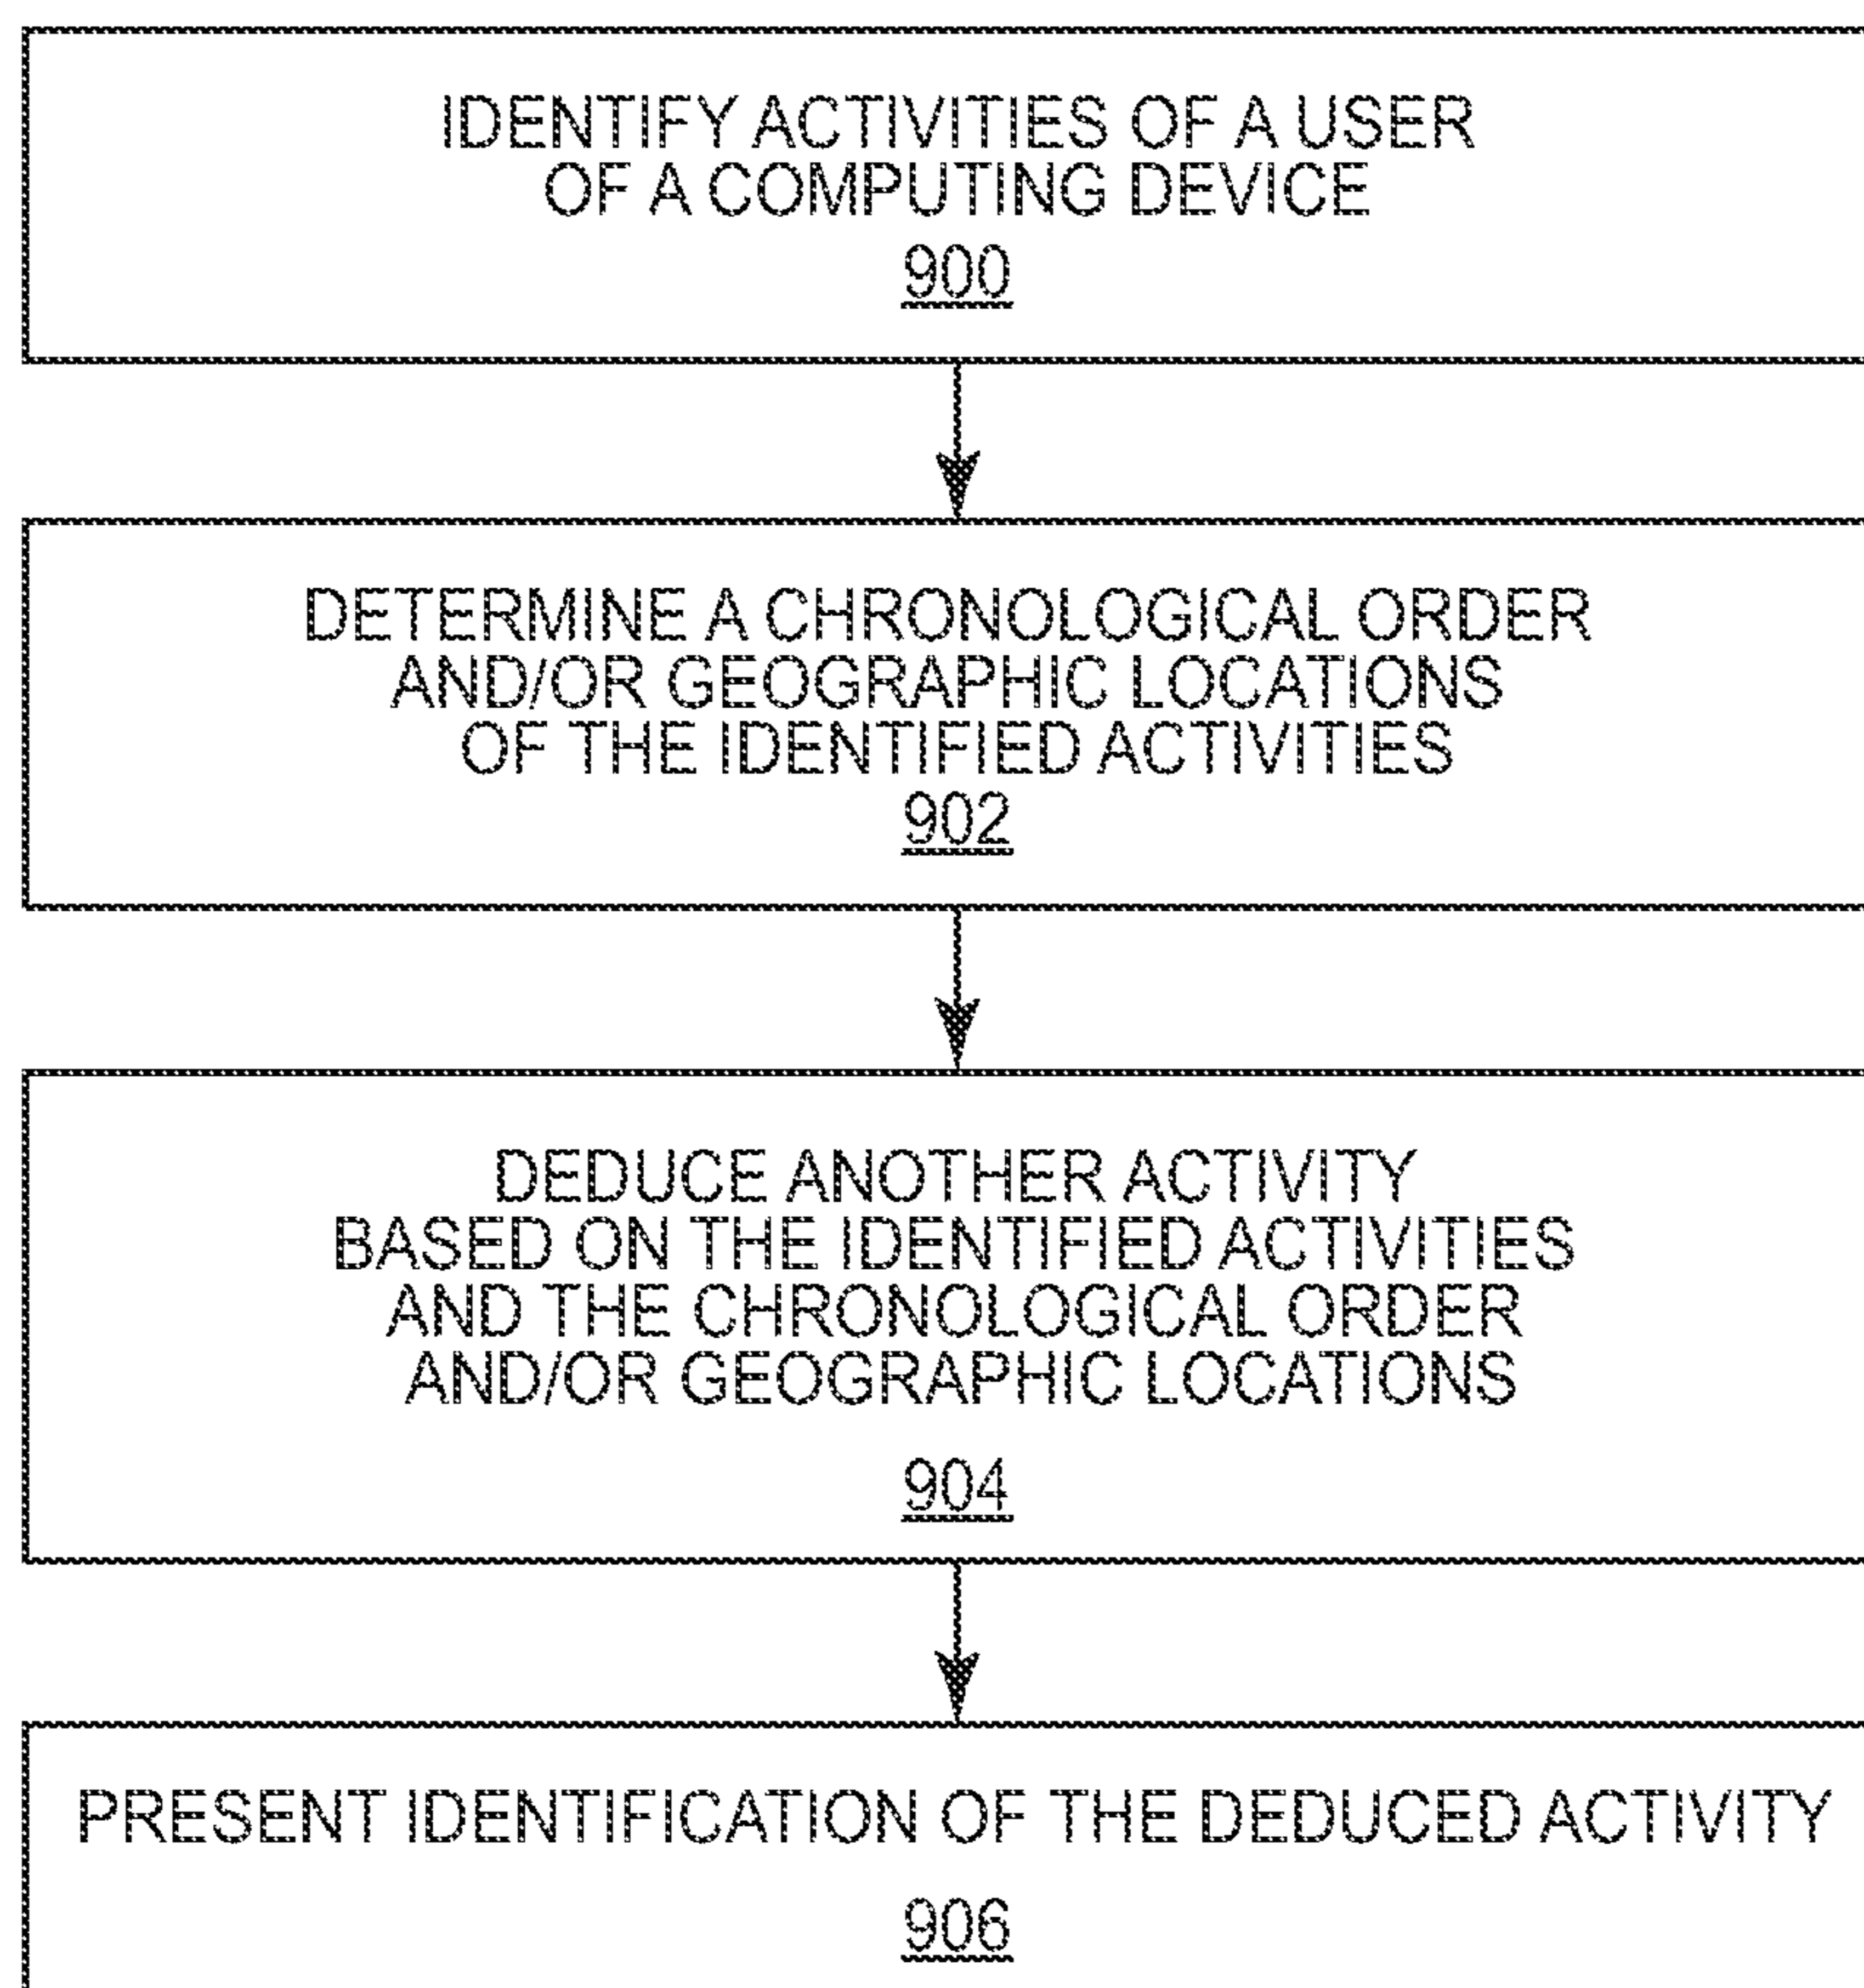 IDENTIFY ACTIVITIES OF A USER
OF A COMPUTING DEVICE
900
DETERMINE A CHRONOLOGICAL ORDER
AND/OR GEOGRAPHIC LOCATIONS
OF THE IDENTIFIED ACTIVITIES
902
DEDUCE ANOTHER ACTIVITY
BASED ON THE IDENTIFIED ACTIVITIES
AND THE CHRONOLOGICAL ORDER
AND/OR GEOGRAPHIC LOCATIONS
904
PRESENT IDENTIFICATION OF THE DEDUCED ACTIVITY
906